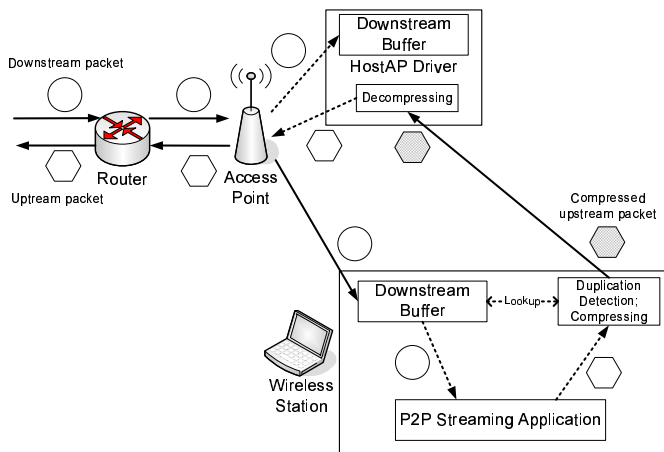 Downstream
Buffer
HostAP Driver
Decompressing
Downstream packet
Router
Access
Point
Uptream packet
Compressed
upstream packet
Downstream
Buffer
Lookup
Duplication
Detection;
Compressing
Wireless
Station
P2P Streaming Application